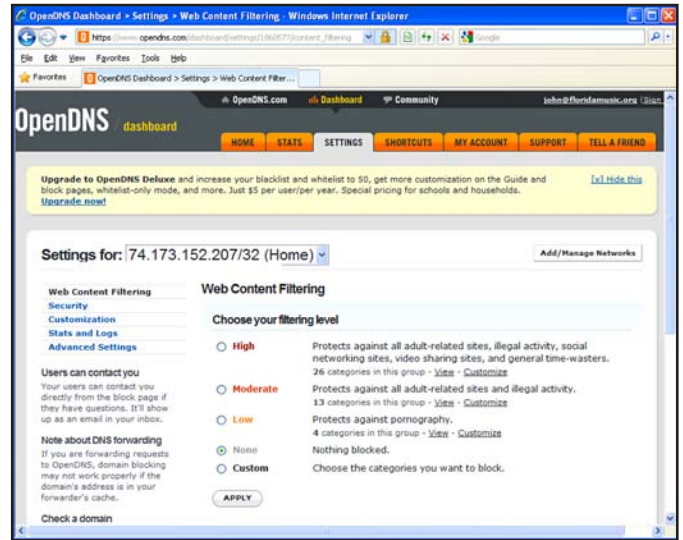 OpenDNS Dashboard > Settings > Web Content Filtering - Windows Internet Explorer
https://www.opendns.com/dashboard/settings/1860577/content_filtering
Google
File Edit View Favorites Tools Help
Favorites
OpenDNS Dashboard > Settings > Web Content Filter...
OpenDNS.com Dashboard Community john@floridamusic.org (Sign
OpenDNS dashboard
HOME STATS SETTINGS SHORTCUTS MY ACCOUNT SUPPORT TELL A FRIEND
Upgrade to OpenDNS Deluxe and increase your blacklist and whitelist to 50, get more customization on the Guide and
block pages, whitelist-only mode, and more. Just $5 per user/per year. Special pricing for schools and households.
Upgrade now!
[x] Hide this
Settings for: 74.173.152.207/32 (Home)
Add/Manage Networks
Web Content Filtering
Security
Customization
Stats and Logs
Advanced Settings
Users can contact you
Your users can contact you
directly from the block page if
they have questions. It'll show
up as an email in your inbox.
Note about DNS forwarding
If you are forwarding requests
to OpenDNS, domain blocking
may not work properly if the
domain's address is in your
forwarder's cache.
Check a domain
Web Content Filtering
Choose your filtering level
High
Protects against all adult-related sites, illegal activity, social
networking sites, video sharing sites, and general time-wasters.
26 categories in this group - View - Customize
Moderate
Protects against all adult-related sites and illegal activity.
13 categories in this group - View - Customize
Low
Protects against pornography.
4 categories in this group - View - Customize
None
Nothing blocked.
Custom
Choose the categories you want to block.
APPLY